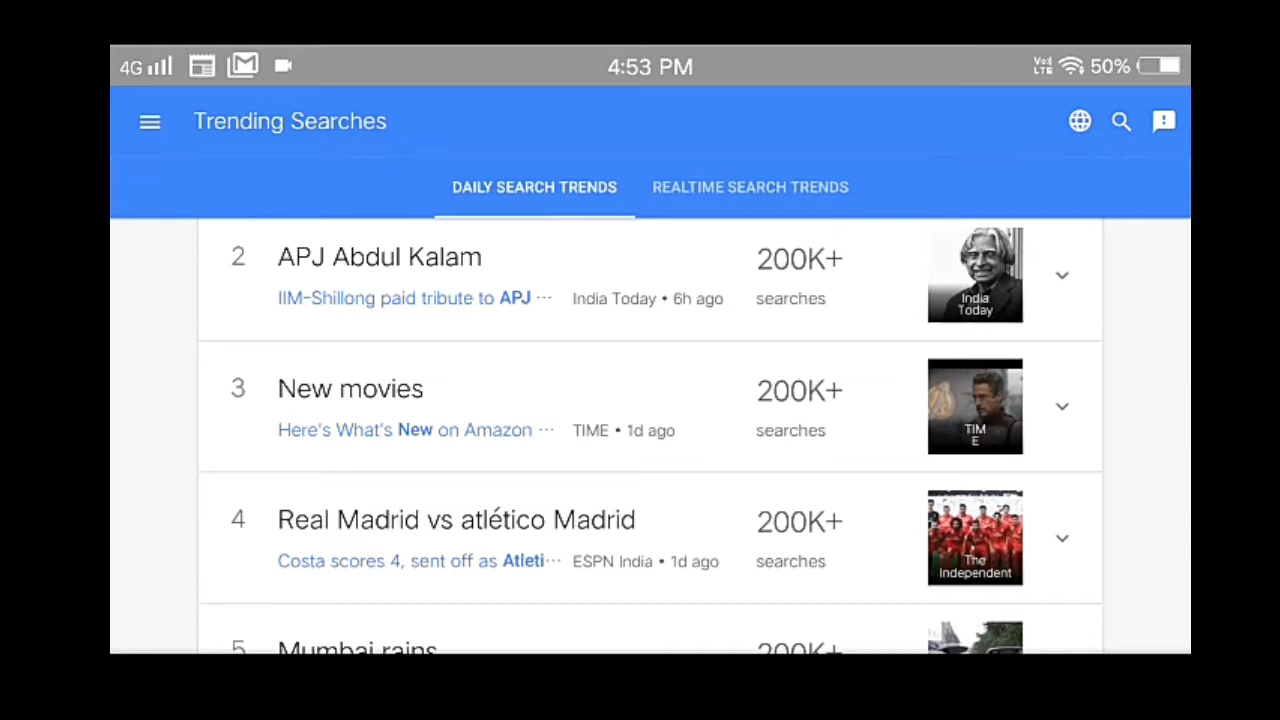 4G 4:53 PM Vo) LTE 50%
Trending Searches
DAILY SEARCH TRENDS REALTIME SEARCH TRENDS
2 APJ Abdul Kalam 200K+
IIM-Shillong paid tribute to APJ ··· India Today • 6h ago searches
India
Today
3 New movies 200K+
Here's What's New on Amazon ··· TIME • 1d ago searches
TIM
E
4 Real Madrid vs atlético Madrid 200K+
Costa scores 4, sent off as Atleti··· ESPN India • 1d ago searches
The
Independent
5 Mumbai rains 200K+